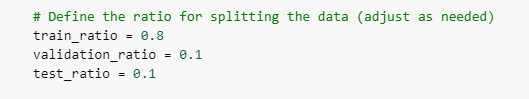 # Define the ratio for splitting the data (adjust as needed)
train_ratio = 0.8
validation_ratio = 0.1
test_ratio = 0.1